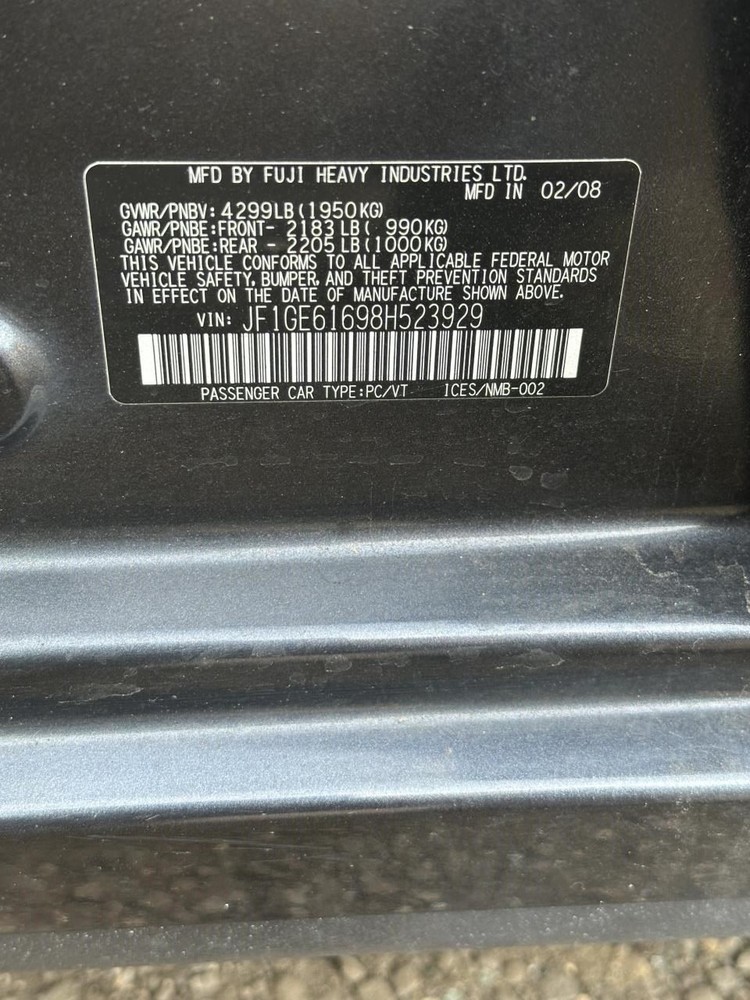 MFD BY FUJI HEAVY INDUSTRIES LTD.
MFD IN 02/08
GVWR/PNBV: 4299LB(1950KG)
GAWR/PNBE:FRONT- 2183LB( 990KG)
GAWR/PNBE:REAR - 2205LB(1000KG)
THIS VEHICLE CONFORMS TO ALL APPLICABLE FEDERAL MOTOR
VEHICLE SAFETY, BUMPER, AND THEFT PREVENTION STANDARDS
IN EFFECT ON THE DATE OF MANUFACTURE SHOWN ABOVE.
VIN: JF1GE61698H523929
PASSENGER CAR TYPE:PC/VT ICES/NMB-002